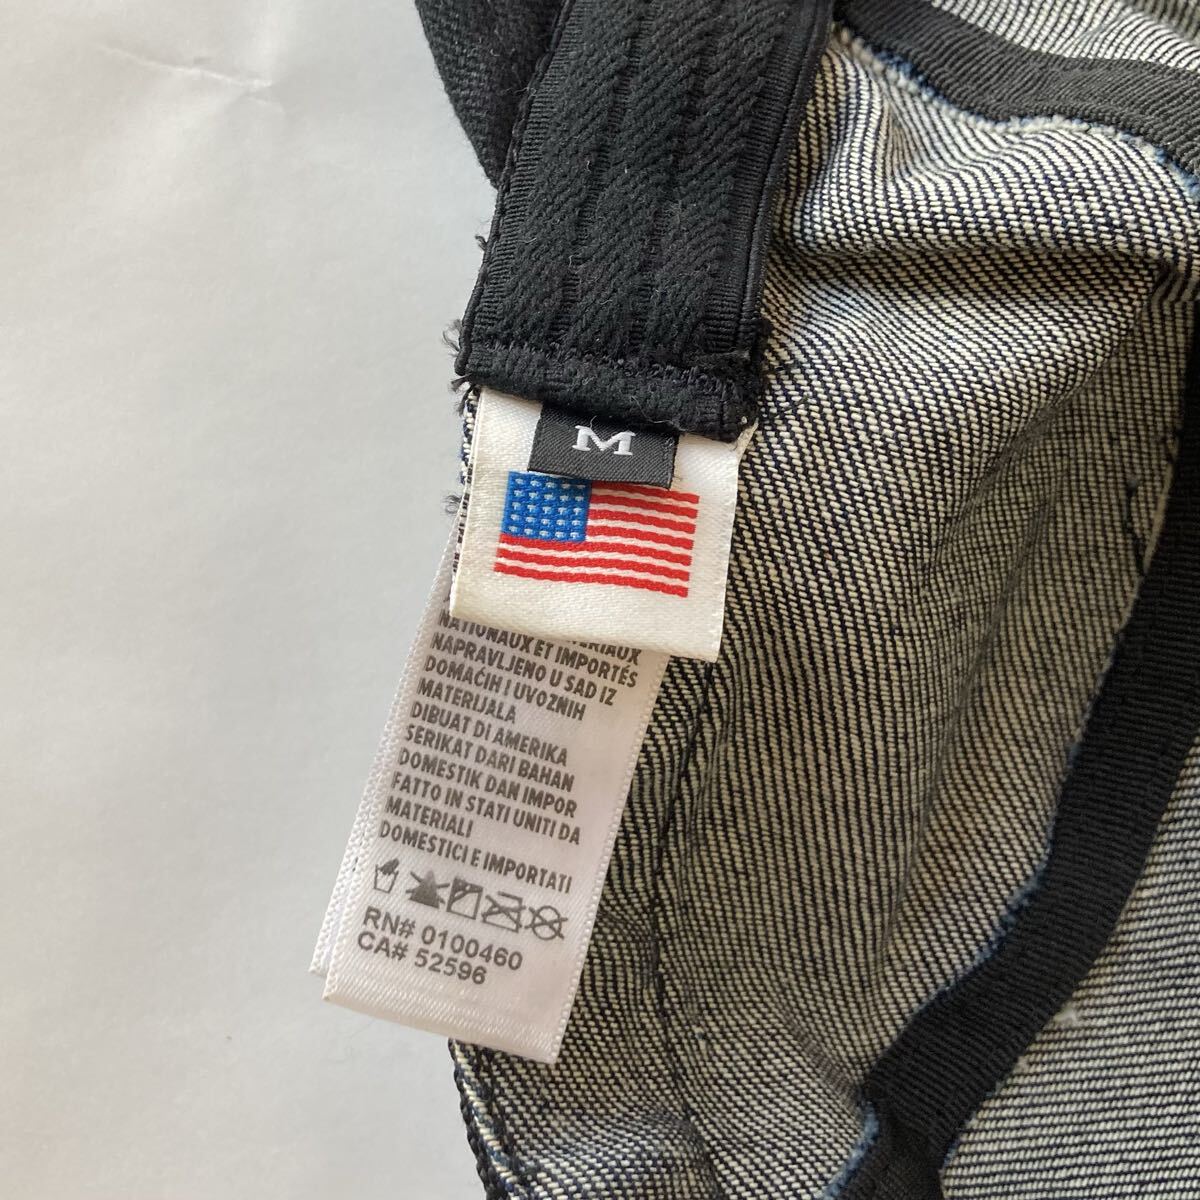 M
NATIONAUX ET IMPORTÉS
NAPRAVLJENO U SAD IZ
DOMAĆIH I UVOZNIH
MATERIJALA
DIBUAT DI AMERIKA
SERIKAT DARI BAHAN
DOMESTIK DAN IMPOR
FATTO IN STATI UNITI DA
MATERIALI
DOMESTICI E IMPORTATI
RN# 0100460
CA# 52596